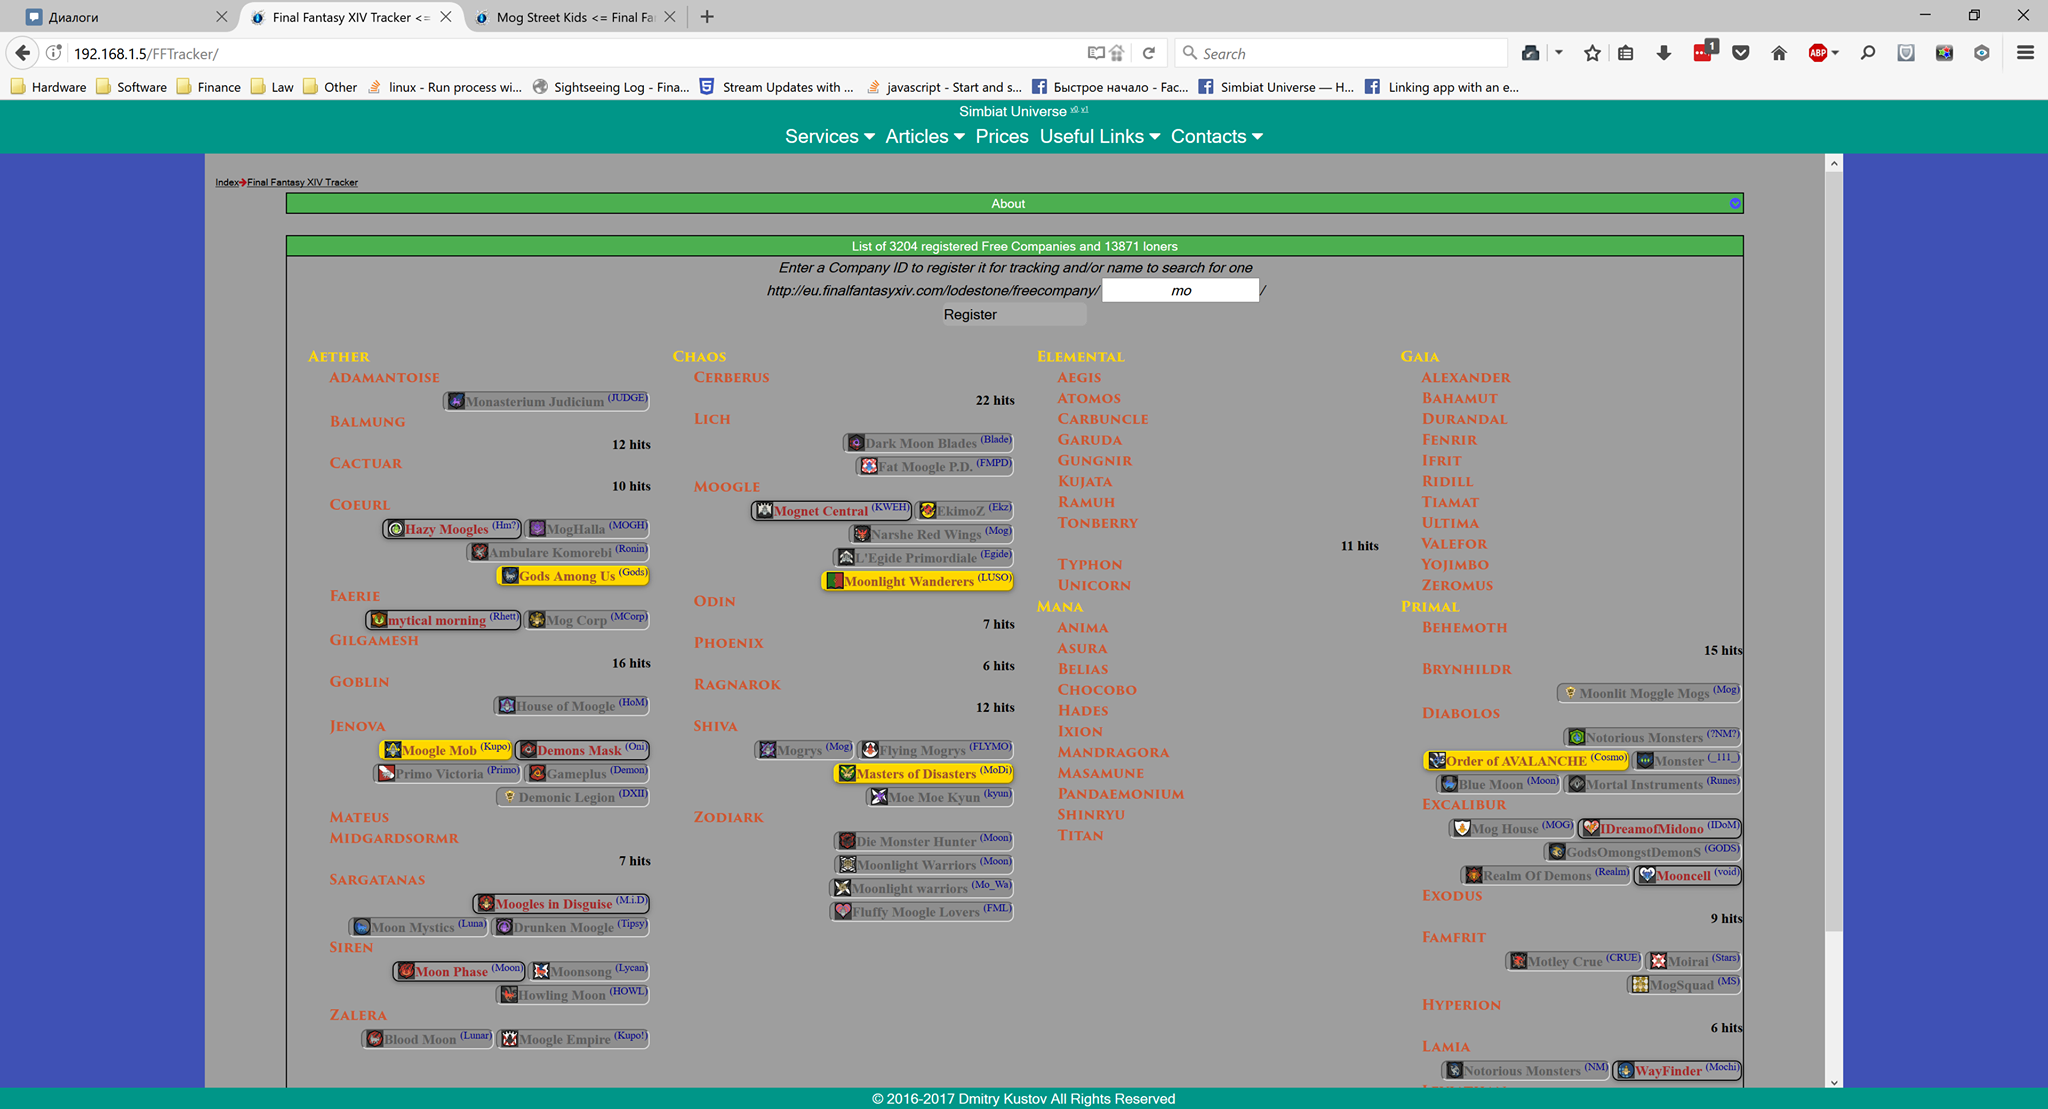 Диалоги
Final Fantasy XIV Tracker <=
Mog Street Kids <= Final Fa
192.168.1.5/FFTracker/
Search
1
ABP
Hardware
Software
Finance
Law
Other
linux - Run process wi...
Sightseeing Log - Fina...
Stream Updates with ...
javascript - Start and s...
Быстрое начало - Fac...
Simbiat Universe — H...
Linking app with an e...
Simbiat Universe v0 v1
Services Articles Prices Useful Links Contacts
Index Final Fantasy XIV Tracker
About
List of 3204 registered Free Companies and 13871 loners
Enter a Company ID to register it for tracking and/or name to search for one
http://eu.finalfantasyxiv.com/lodestone/freecompany/ mo /
Register
Aether
Adamantoise
Monasterium Judicium (JUDGE)
Balmung
12 hits
Cactuar
10 hits
Coeurl
Hazy Moogles (Hm?) MogHalla (MOGH)
Ambulare Komorebi (Ronin)
Gods Among Us (Gods)
Faerie
mytical morning (Rhett) Mog Corp (MCorp)
Gilgamesh
16 hits
Goblin
House of Moogle (HoM)
Jenova
Moogle Mob (Kupo) Demons Mask (Oni)
Primo Victoria (Primo) Gameplus (Demon)
Demonic Legion (DXII)
Mateus
Midgardsormr
7 hits
Sargatanas
Moogles in Disguise (M.i.D)
Moon Mystics (Luna) Drunken Moogle (Tipsy)
Siren
Moon Phase (Moon) Moonsong (Lycan)
Howling Moon (HOWL)
Zalera
Blood Moon (Lunar) Moogle Empire (Kupo!)
Chaos
Cerberus
22 hits
Lich
Dark Moon Blades (Blade)
Fat Moogle P.D. (FMPD)
Moogle
Mognet Central (KWEH) EkimoZ (Ekz)
Narshe Red Wings (Mog)
L'Egide Primordiale (Egide)
Moonlight Wanderers (LUSO)
Odin
7 hits
Phoenix
6 hits
Ragnarok
12 hits
Shiva
Mogrys (Mog) Flying Mogrys (FLYMO)
Masters of Disasters (MoDi)
Moe Moe Kyun (kyun)
Zodiark
Die Monster Hunter (Moon)
Moonlight Warriors (Moon)
Moonlight warriors (Mo_Wa)
Fluffy Moogle Lovers (FML)
Elemental
Aegis
Atomos
Carbuncle
Garuda
Gungnir
Kujata
Ramuh
Tonberry
11 hits
Typhon
Unicorn
Mana
Anima
Asura
Belias
Chocobo
Hades
Ixion
Mandragora
Masamune
Pandaemonium
Shinryu
Titan
Gaia
Alexander
Bahamut
Durandal
Fenrir
Ifrit
Ridill
Tiamat
Ultima
Valefor
Yojimbo
Zeromus
Primal
Behemoth
15 hits
Brynhildr
Moonlit Moggle Mogs (Mog)
Diabolos
Notorious Monsters (?NM?)
Order of AVALANCHE (Cosmo) Monster (_111_)
Blue Moon (Moon) Mortal Instruments (Runes)
Excalibur
Mog House (MOG) IDreamofMidono (IDoM)
GodsOmongstDemonS (GODS)
Realm Of Demons (Realm) Mooncell (void)
Exodus
9 hits
Famfrit
Motley Crue (CRUE) Moirai (Stars)
MogSquad (MS)
Hyperion
6 hits
Lamia
Notorious Monsters (NM) WayFinder (Mochi)
© 2016-2017 Dmitry Kustov All Rights Reserved